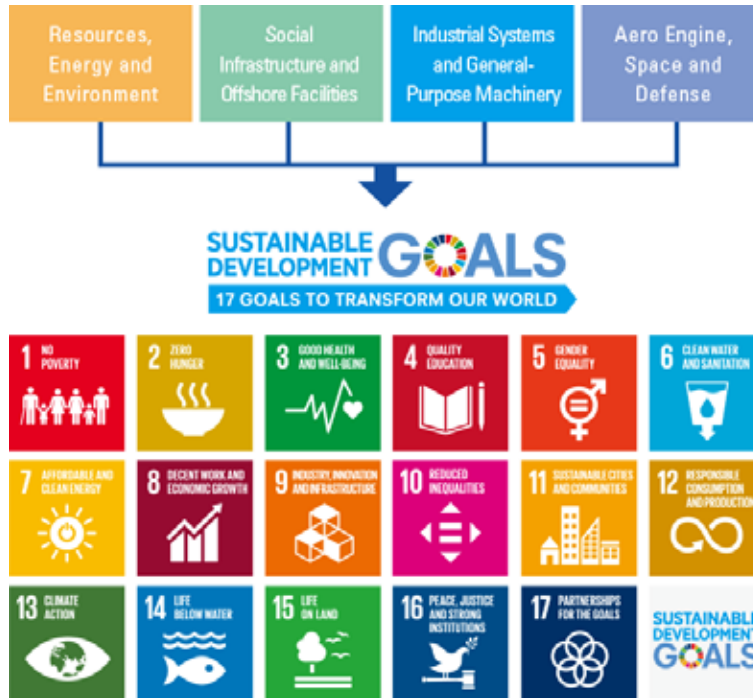 Resources,
Energy and
Environment
Social
Infrastructure and
Offshore Facilities
Industrial Systems
and General-
Purpose Machinery
Aero Engine,
Space and
Defense
SUSTAINABLE
DEVELOPMENT
GOALS
17 GOALS TO TRANSFORM OUR WORLD
1 NO
POVERTY
2 ZERO
HUNGER
3 GOOD HEALTH
AND WELL-BEING
4 QUALITY
EDUCATION
5 GENDER
EQUALITY
6 CLEAN WATER
AND SANITATION
7 AFFORDABLE AND
CLEAN ENERGY
8 DECENT WORK AND
ECONOMIC GROWTH
9 INDUSTRY, INNOVATION
AND INFRASTRUCTURE
10 REDUCED
INEQUALITIES
11 SUSTAINABLE CITIES
AND COMMUNITIES
12 RESPONSIBLE
CONSUMPTION
AND PRODUCTION
13 CLIMATE
ACTION
14 LIFE
BELOW WATER
15 LIFE
ON LAND
16 PEACE, JUSTICE
AND STRONG
INSTITUTIONS
17 PARTNERSHIPS
FOR THE GOALS
SUSTAINABLE
DEVELOPMENT
GOALS